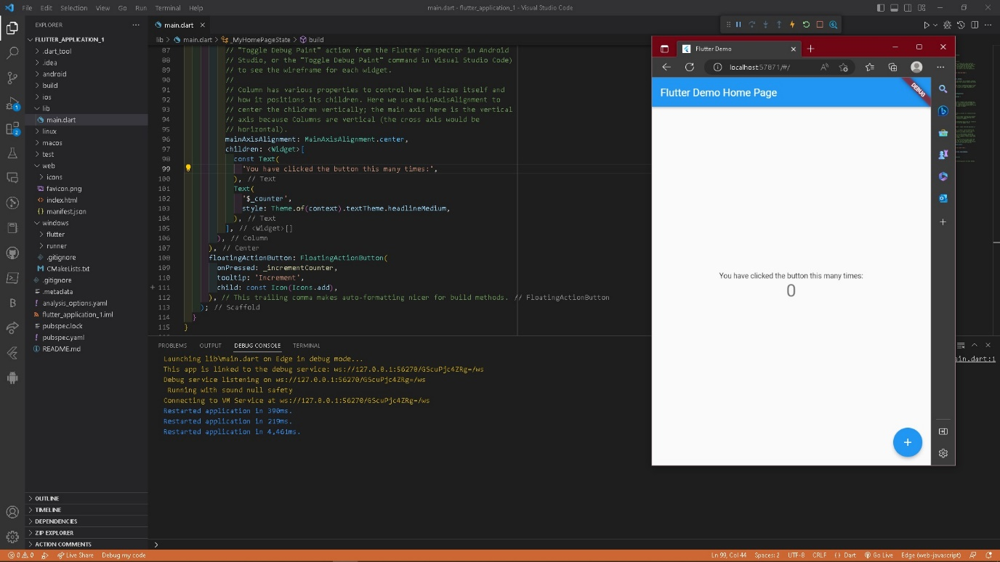 File Edit Selection View Go Run Terminal Help
main.dart - flutter_application_1 - Visual Studio Code
EXPLORER
FLUTTER_APPLICATION_1
.dart_tool
.idea
android
build
ios
lib
main.dart
linux
macos
test
web
icons
favicon.png
index.html
manifest.json
windows
flutter
runner
.gitignore
CMakeLists.txt
.gitignore
.metadata
analysis_options.yaml
flutter_application_1.iml
pubspec.lock
pubspec.yaml
README.md
OUTLINE
TIMELINE
DEPENDENCIES
ZIP EXPLORER
ACTION COMMENTS
1
2
main.dart
lib > main.dart > _MyHomePageState > build
87 // "Toggle Debug Paint" action from the Flutter Inspector in Android
88 // Studio, or the "Toggle Debug Paint" command in Visual Studio Code)
89 // to see the wireframe for each widget.
90 //
91 // Column has various properties to control how it sizes itself and
92 // how it positions its children. Here we use mainAxisAlignment to
93 // center the children vertically; the main axis here is the vertical
94 // axis because Columns are vertical (the cross axis would be
95 // horizontal).
96 mainAxisAlignment: MainAxisAlignment.center,
97 children: <Widget>[
98 const Text(
99 'You have clicked the button this many times:',
100 ), // Text
101 Text(
102 '$_counter',
103 style: Theme.of(context).textTheme.headlineMedium,
104 ), // Text
105 ], // <Widget>[]
106 ), // Column
107 ), // Center
108 floatingActionButton: FloatingActionButton(
109 onPressed: _incrementCounter,
110 tooltip: 'Increment',
111 child: const Icon(Icons.add),
112 ), // This trailing comma makes auto-formatting nicer for build methods. // FloatingActionButton
113 ); // Scaffold
114 }
115 }
PROBLEMS OUTPUT DEBUG CONSOLE TERMINAL
Launching lib\main.dart on Edge in debug mode...
This app is linked to the debug service: ws://127.0.0.1:56270/GScuPjc4ZRg=/ws
Debug service listening on ws://127.0.0.1:56270/GScuPjc4ZRg=/ws
Running with sound null safety
Connecting to VM Service at ws://127.0.0.1:56270/GScuPjc4ZRg=/ws
Restarted application in 390ms.
Restarted application in 219ms.
Restarted application in 4,461ms.
ain.dart:1
Flutter Demo
localhost:57871/#/
Flutter Demo Home Page
DEBUG
You have clicked the button this many times:
0
0 0 Live Share Debug my code
Ln 99, Col 44 Spaces: 2 UTF-8 CRLF { } Dart Go Live Edge (web-javascript)